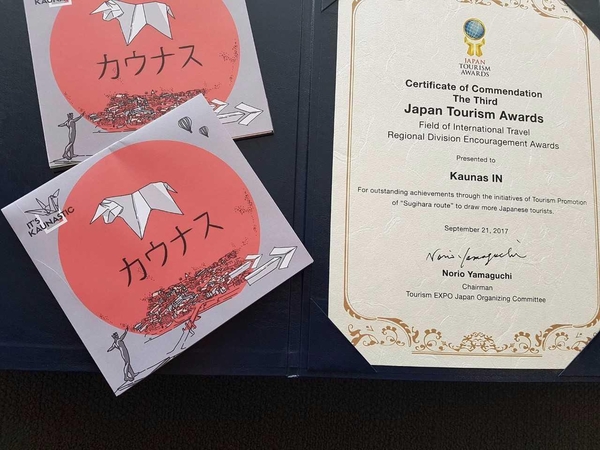 KAUNASTIC
カウナス
IT'S
KAUNASTIC
カウナス
JAPAN
TOURISM
AWARDS
Certificate of Commendation
The Third
Japan Tourism Awards
Field of International Travel
Regional Division Encouragement Awards
Presented to
Kaunas IN
For outstanding achievements through the initiatives of Tourism Promotion
of "Sugihara route" to draw more Japanese tourists.
September 21, 2017
Norio Yamaguchi
Norio Yamaguchi
Chairman
Tourism EXPO Japan Organizing Committee